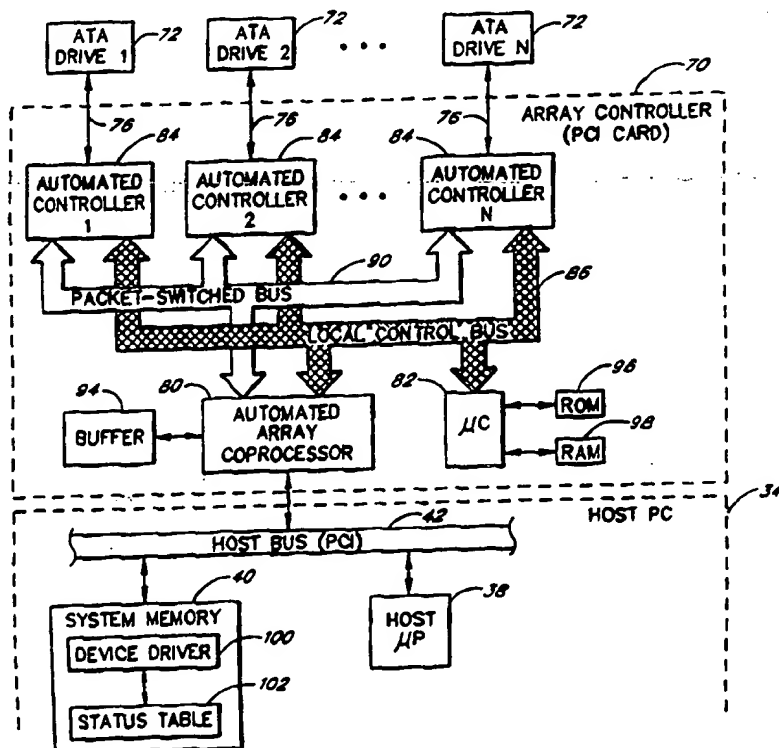 ATA
DRIVE 1
72
ATA
DRIVE 2
72
• • •
ATA
DRIVE N
72
70
ARRAY CONTROLLER
(PCI CARD)
76
76
76
84
84
84
AUTOMATED
CONTROLLER
1
AUTOMATED
CONTROLLER
2
• • •
AUTOMATED
CONTROLLER
N
90
86
PACKET-SWITCHED BUS
LOCAL CONTROL BUS
94
80
82
96
BUFFER
AUTOMATED
ARRAY
COPROCESSOR
μC
ROM
98
RAM
34
HOST PC
42
HOST BUS (PCI)
40
38
SYSTEM MEMORY
100
DEVICE DRIVER
102
STATUS TABLE
HOST
μP